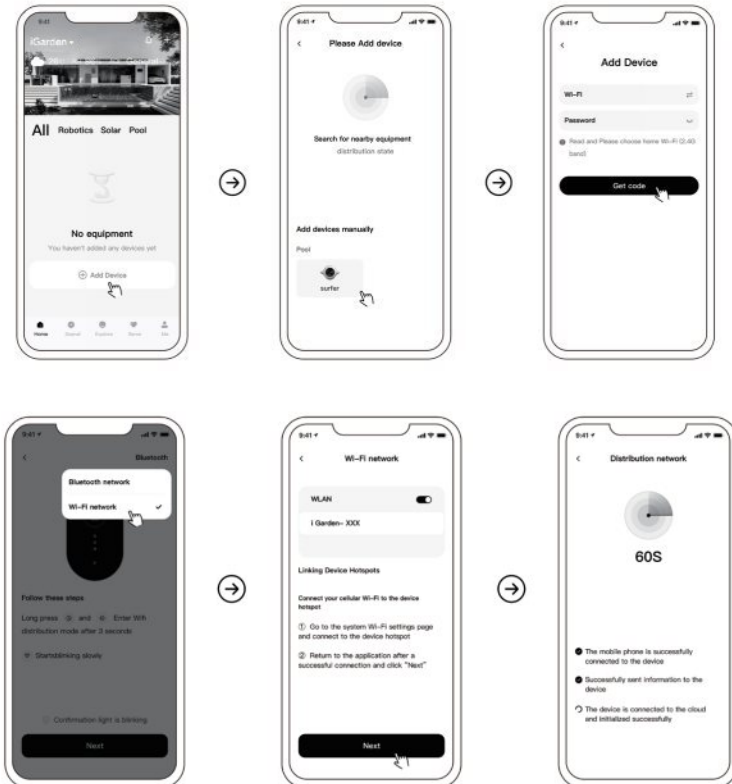 9:41
iGarden
All Robotics Solar Pool
No equipment
You haven't added any devices yet
Add Device
Home
Explore
Serve
Me
9:41
Please Add device
Search for nearby equipment
distribution state
Add devices manually
Pool
surfer
9:41
Add Device
Wi-Fi
Password
Read and Please choose home Wi-Fi (2.4G
band)
Get code
9:41
Bluetooth
Bluetooth network
Wi-Fi network
Follow these steps
Long press and Enter Wifi
distribution mode after 3 seconds
Startsblinking slowly
Confirmation light is blinking
Next
9:41
Wi-Fi network
WLAN
i Garden- XXX
Linking Device Hotspots
Connect your cellular Wi-Fi to the device
hotspot
① Go to the system Wi-Fi settings page
and connect to the device hotspot
② Return to the application after a
successful connection and click "Next"
Next
9:41
Distribution network
60S
The mobile phone is successfully
connected to the device
Successfully sent information to the
device
The device is connected to the cloud
and initialized successfully